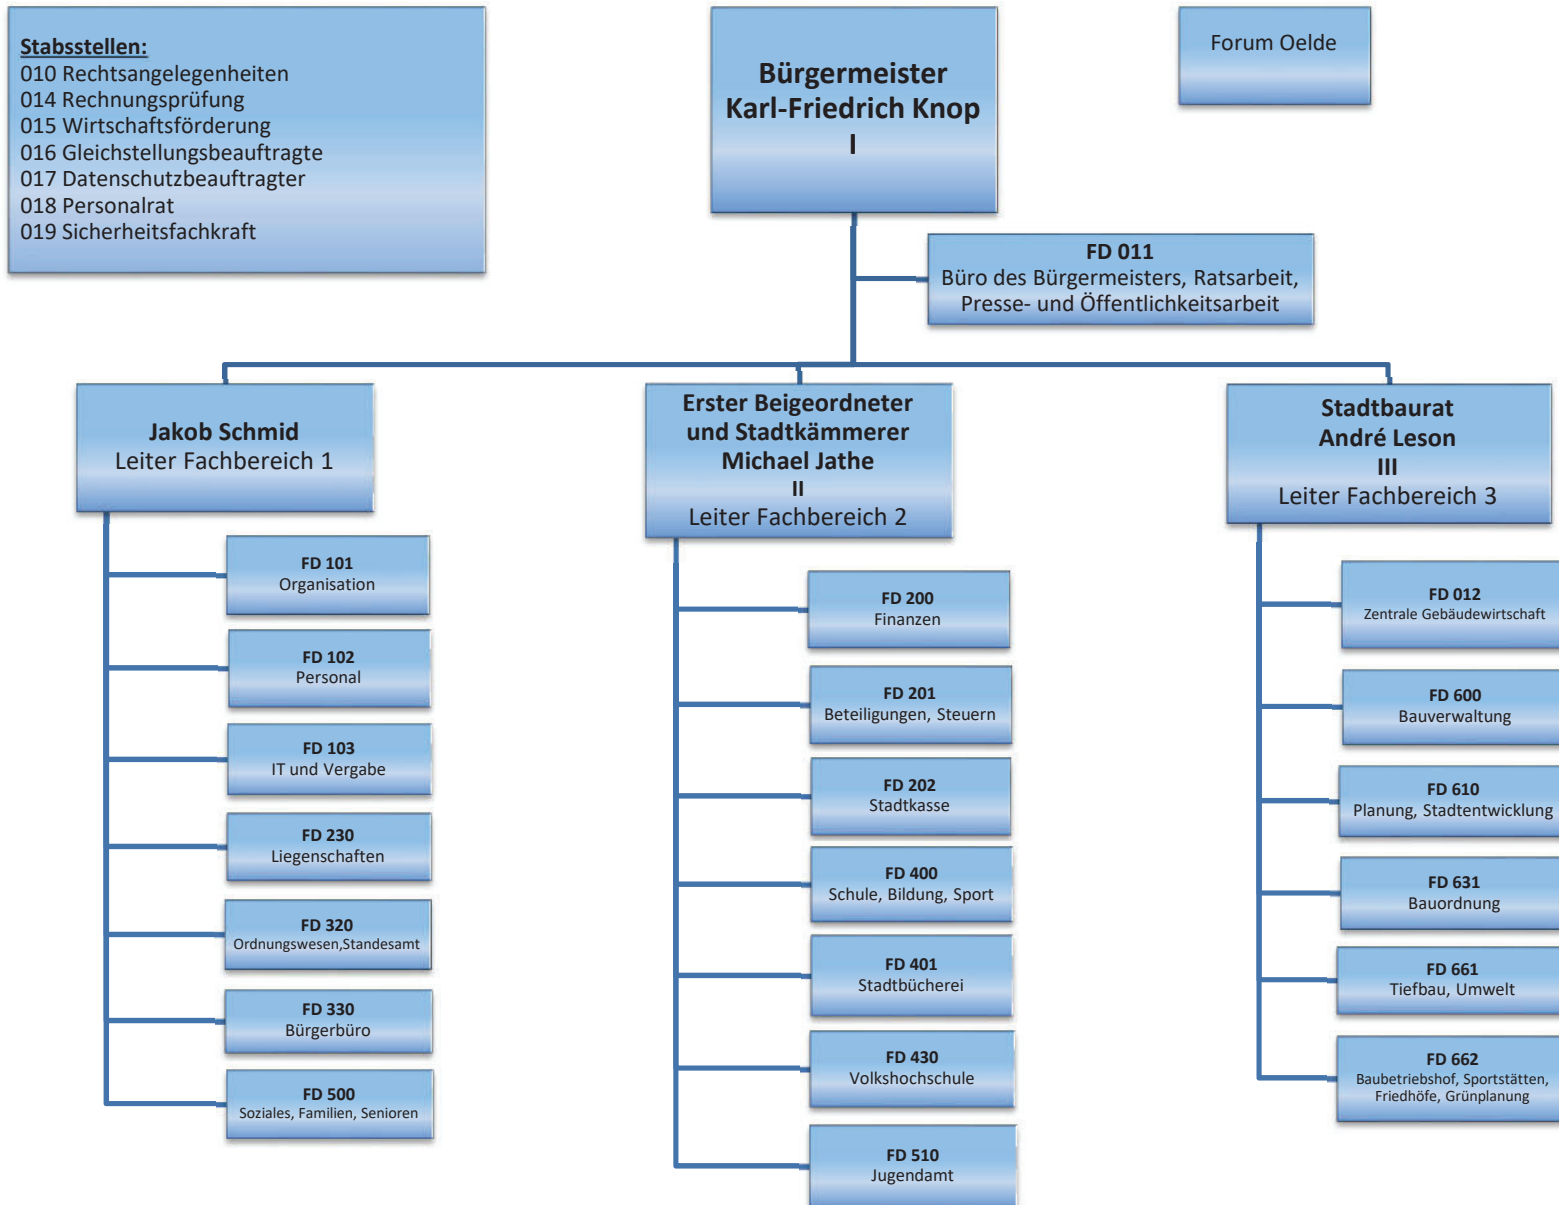 Stabsstellen:
010 Rechtsangelegenheiten
014 Rechnungsprüfung
015 Wirtschaftsförderung
016 Gleichstellungsbeauftragte
017 Datenschutzbeauftragter
018 Personalrat
019 Sicherheitsfachkraft
Bürgermeister
Karl-Friedrich Knop
I
Forum Oelde
FD 011
Büro des Bürgermeisters, Ratsarbeit,
Presse- und Öffentlichkeitsarbeit
Jakob Schmid
Leiter Fachbereich 1
FD 101
Organisation
FD 102
Personal
FD 103
IT und Vergabe
FD 230
Liegenschaften
FD 320
Ordnungswesen,Standesamt
FD 330
Bürgerbüro
FD 500
Soziales, Familien, Senioren
Erster Beigeordneter
und Stadtkämmerer
Michael Jathe
II
Leiter Fachbereich 2
FD 200
Finanzen
FD 201
Beteiligungen, Steuern
FD 202
Stadtkasse
FD 400
Schule, Bildung, Sport
FD 401
Stadtbücherei
FD 430
Volkshochschule
FD 510
Jugendamt
Stadtbaurat
André Leson
III
Leiter Fachbereich 3
FD 012
Zentrale Gebäudewirtschaft
FD 600
Bauverwaltung
FD 610
Planung, Stadtentwicklung
FD 631
Bauordnung
FD 661
Tiefbau, Umwelt
FD 662
Baubetriebshof, Sportstätten,
Friedhöfe, Grünplanung